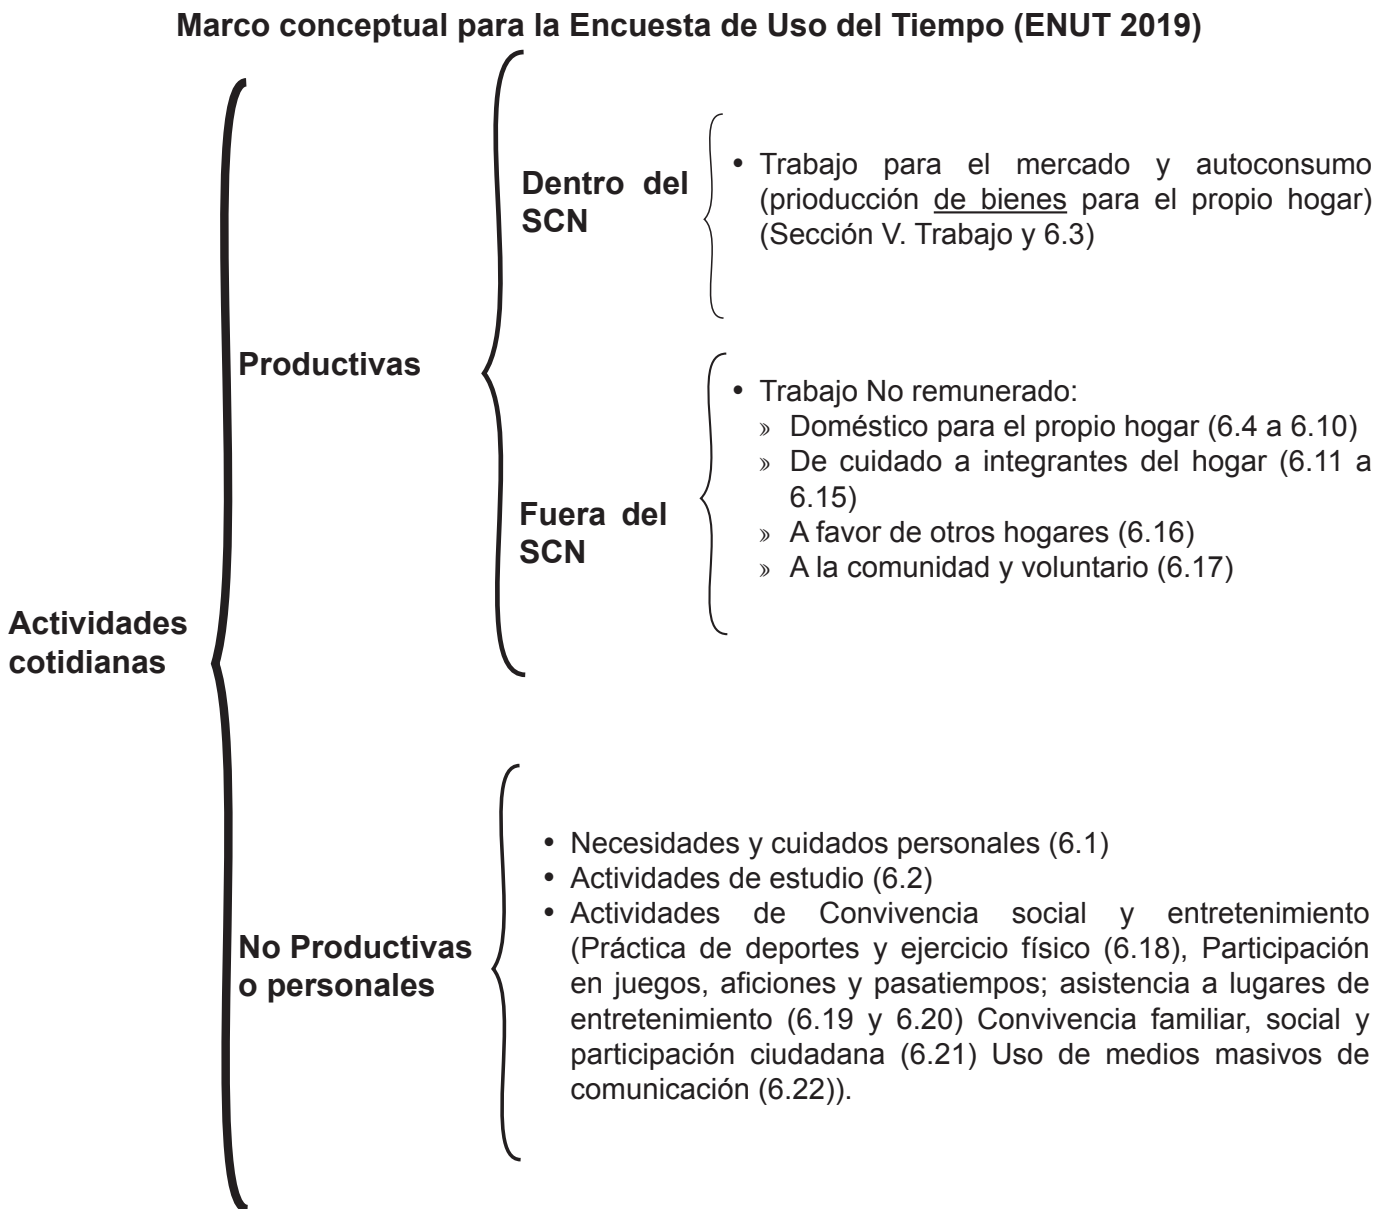 Marco conceptual para la Encuesta de Uso del Tiempo (ENUT 2019)
Dentro del
SCN
• Trabajo para el mercado y autoconsumo
(prioducción de bienes para el propio hogar)
(Sección V. Trabajo y 6.3)
Productivas
• Trabajo No remunerado:
» Doméstico para el propio hogar (6.4 a 6.10)
» De cuidado a integrantes del hogar (6.11 a
6.15)
» A favor de otros hogares (6.16)
» A la comunidad y voluntario (6.17)
Fuera del
SCN
Actividades
cotidianas
No Productivas
o personales
• Necesidades y cuidados personales (6.1)
• Actividades de estudio (6.2)
• Actividades de Convivencia social y entretenimiento
(Práctica de deportes y ejercicio físico (6.18), Participación
en juegos, aficiones y pasatiempos; asistencia a lugares de
entretenimiento (6.19 y 6.20) Convivencia familiar, social y
participación ciudadana (6.21) Uso de medios masivos de
comunicación (6.22)).